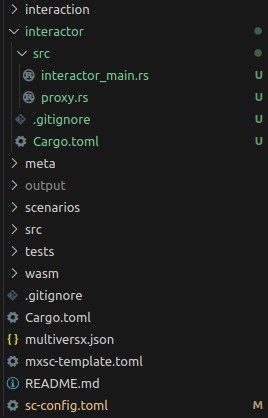 interaction
interactor
src
interactor_main.rs U
proxy.rs U
.gitignore U
Cargo.toml U
meta
output
scenarios
src
tests
wasm
.gitignore
Cargo.toml
{} multiversx.json
mxsc-template.toml
README.md
sc-config.toml M